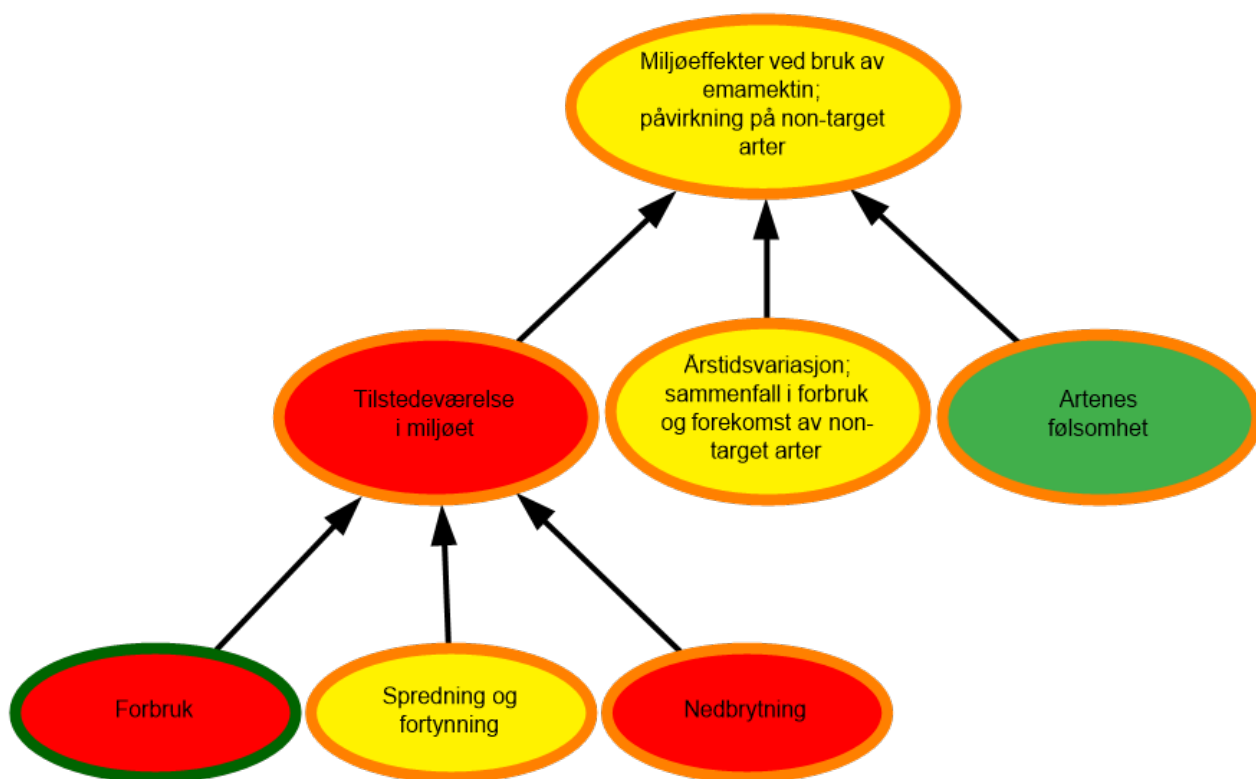 Miljøeffekter ved bruk av
emamektin;
påvirkning på non-target
arter
Tilstedeværelse
i miljøet
Årstidsvariasjon;
sammenfall i forbruk
og forekomst av non-
target arter
Artenes
følsomhet
Forbruk
Spredning og
fortynning
Nedbrytning